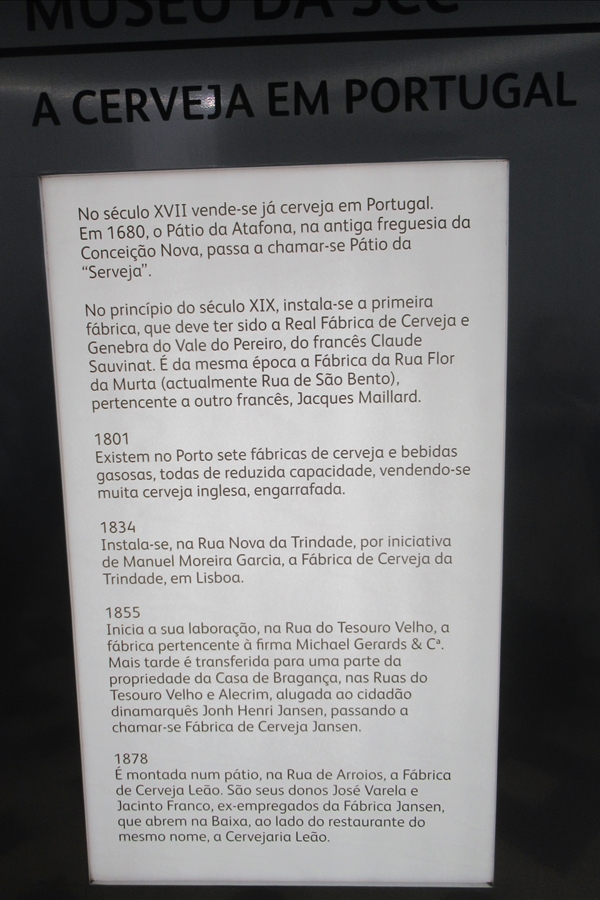 MUSEU DA SCC
A CERVEJA EM PORTUGAL
No século XVII vende-se já cerveja em Portugal.
Em 1680, o Pátio da Atafona, na antiga freguesia da
Conceição Nova, passa a chamar-se Pátio da
“Serveja”.
No princípio do século XIX, instala-se a primeira
fábrica, que deve ter sido a Real Fábrica de Cerveja e
Genebra do Vale do Pereiro, do francês Claude
Sauvinat. É da mesma época a Fábrica da Rua Flor
da Murta (actualmente Rua de São Bento),
pertencente a outro francês, Jacques Maillard.
1801
Existem no Porto sete fábricas de cerveja e bebidas
gasosas, todas de reduzida capacidade, vendendo-se
muita cerveja inglesa, engarrafada.
1834
Instala-se, na Rua Nova da Trindade, por iniciativa
de Manuel Moreira Garcia, a Fábrica de Cerveja da
Trindade, em Lisboa.
1855
Inicia a sua laboração, na Rua do Tesouro Velho, a
fábrica pertencente à firma Michael Gerards & Cª.
Mais tarde é transferida para uma parte da
propriedade da Casa de Bragança, nas Ruas do
Tesouro Velho e Alecrim, alugada ao cidadão
dinamarquês Jonh Henri Jansen, passando a
chamar-se Fábrica de Cerveja Jansen.
1878
É montada num pátio, na Rua de Arroios, a Fábrica
de Cerveja Leão. São seus donos José Varela e
Jacinto Franco, ex-empregados da Fábrica Jansen,
que abrem na Baixa, ao lado do restaurante do
mesmo nome, a Cervejaria Leão.